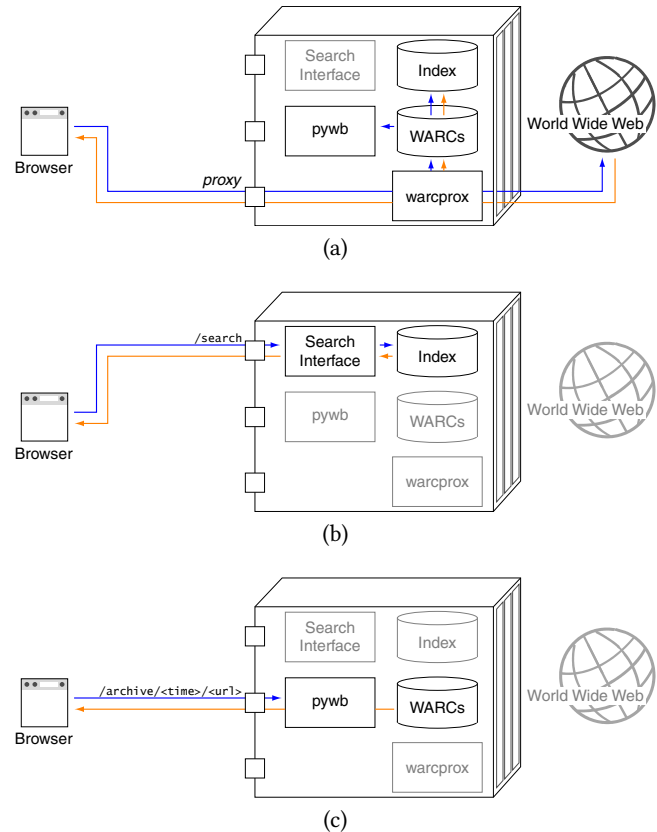 Search
Interface
Index
pywb
WARCs
World Wide Web
Browser
proxy
warcprox
(a)
/search
Search
Interface
Index
pywb
WARCs
World Wide Web
Browser
warcprox
(b)
Search
Interface
Index
/archive/<time>/<url>
pywb
WARCs
World Wide Web
Browser
warcprox
(c)